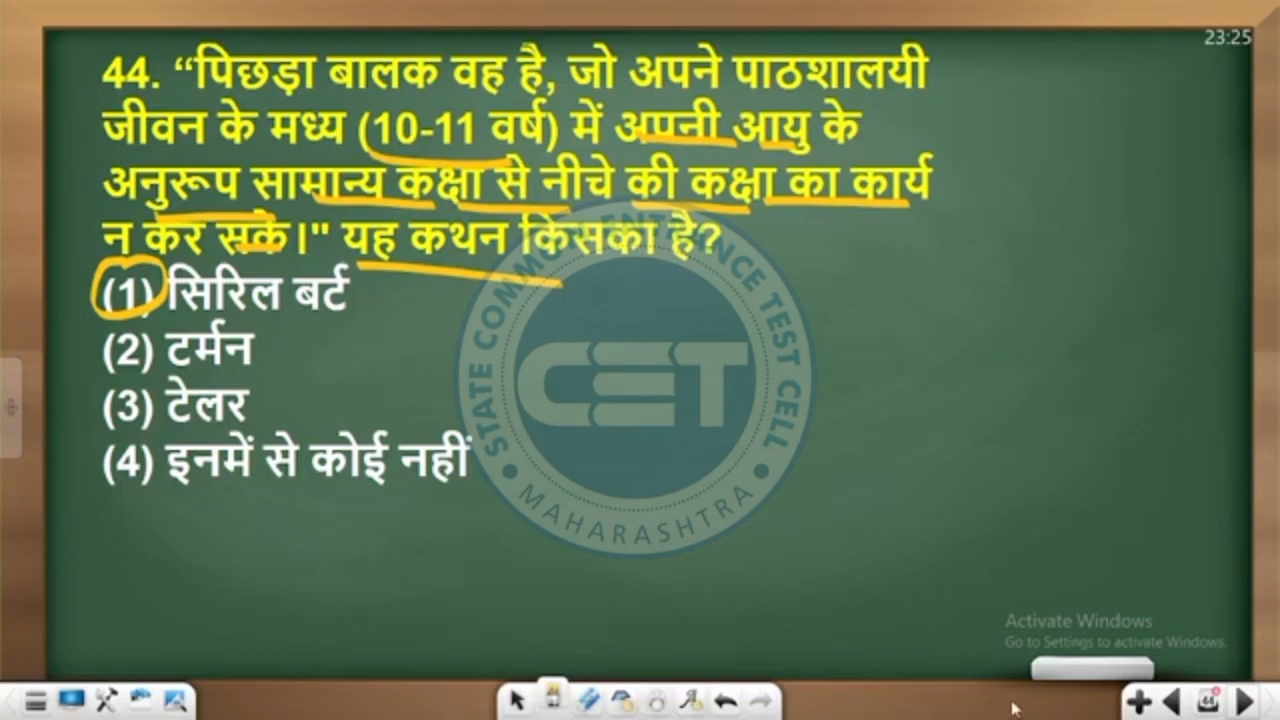 23:25
44. “पिछड़ा बालक वह है, जो अपने पाठशालयी
जीवन के मध्य (10-11 वर्ष) में अपनी आयु के
अनुरूप सामान्य कक्षा से नीचे की कक्षा का कार्य
न कर सके।" यह कथन किसका है?
(1) सिरिल बर्ट
(2) टर्मन
(3) टेलर
(4) इनमें से कोई नहीं
STATE COMMON ENTRANCE TEST CELL
CET
MAHARASHTRA
Activate Windows
Go to Settings to activate Windows.
44